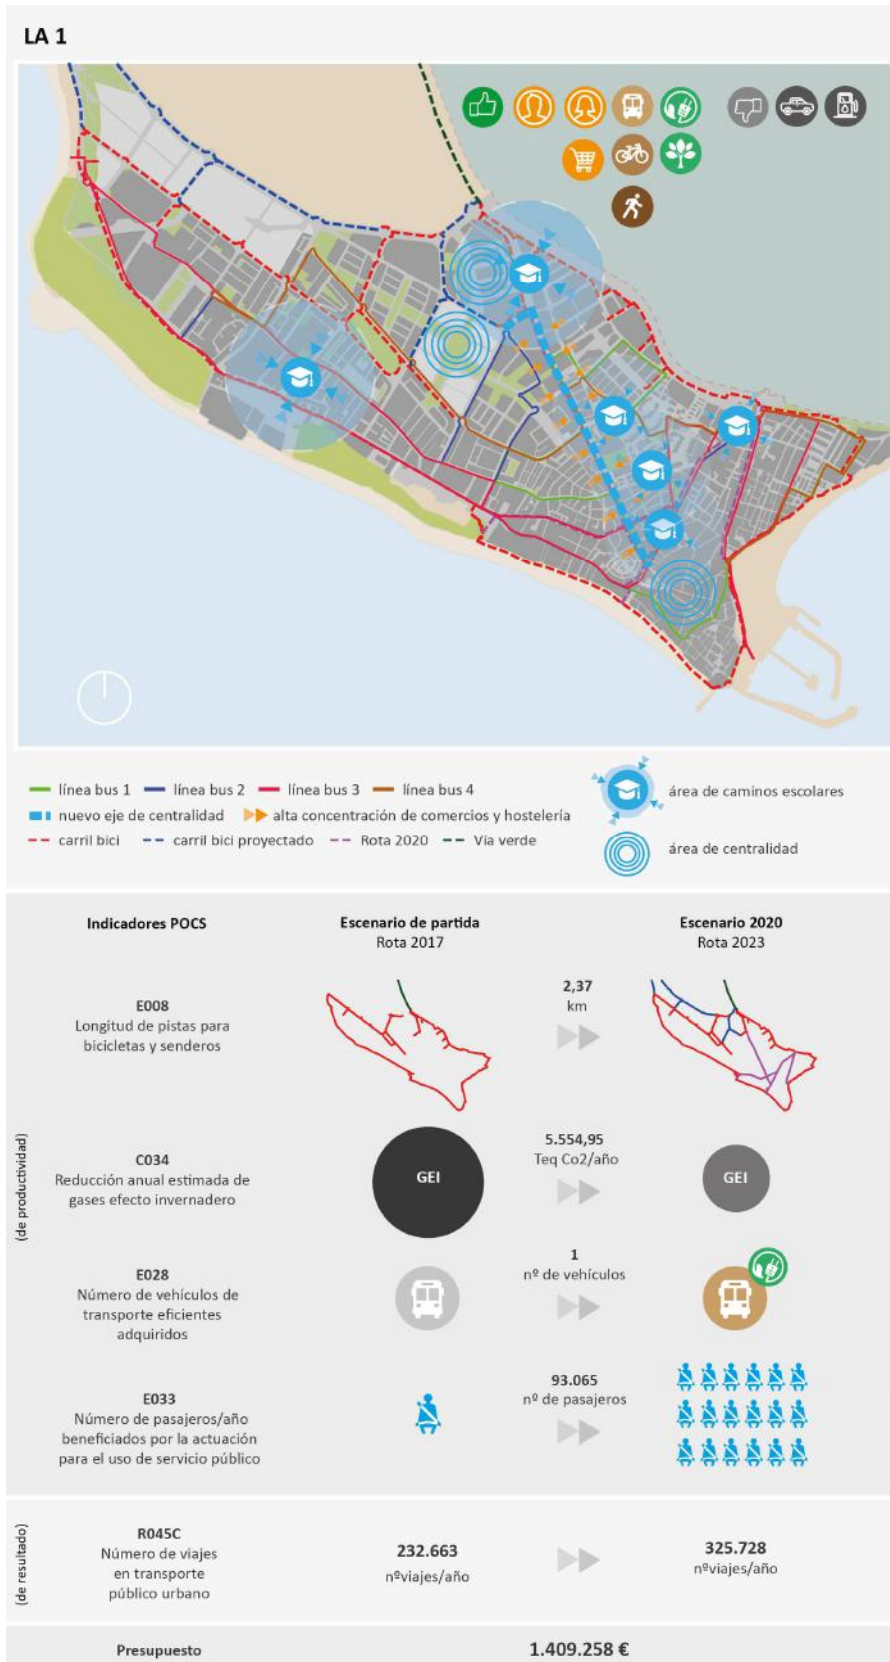 LA 1
línea bus 1
línea bus 2
línea bus 3
línea bus 4
nuevo eje de centralidad
alta concentración de comercios y hostelería
carril bici
carril bici proyectado
Rota 2020
Vía verde
área de caminos escolares
área de centralidad
Indicadores POCS
Escenario de partida
Rota 2017
Escenario 2020
Rota 2023
(de productividad)
E008
Longitud de pistas para
bicicletas y senderos
2,37
km
C034
Reducción anual estimada de
gases efecto invernadero
GEI
5.554,95
Teq Co2/año
GEI
E028
Número de vehículos de
transporte eficientes
adquiridos
1
nº de vehículos
E033
Número de pasajeros/año
beneficiados por la actuación
para el uso de servicio público
93.065
nº de pasajeros
(de resultado)
R045C
Número de viajes
en transporte
público urbano
232.663
nºviajes/año
325.728
nºviajes/año
Presupuesto
1.409.258 €